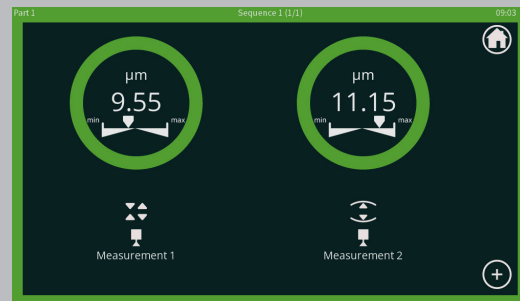 Part 1 Sequence 1 (1/1) 09:03
µm µm
9.55 11.15
min max min max
Measurement 1 Measurement 2
+